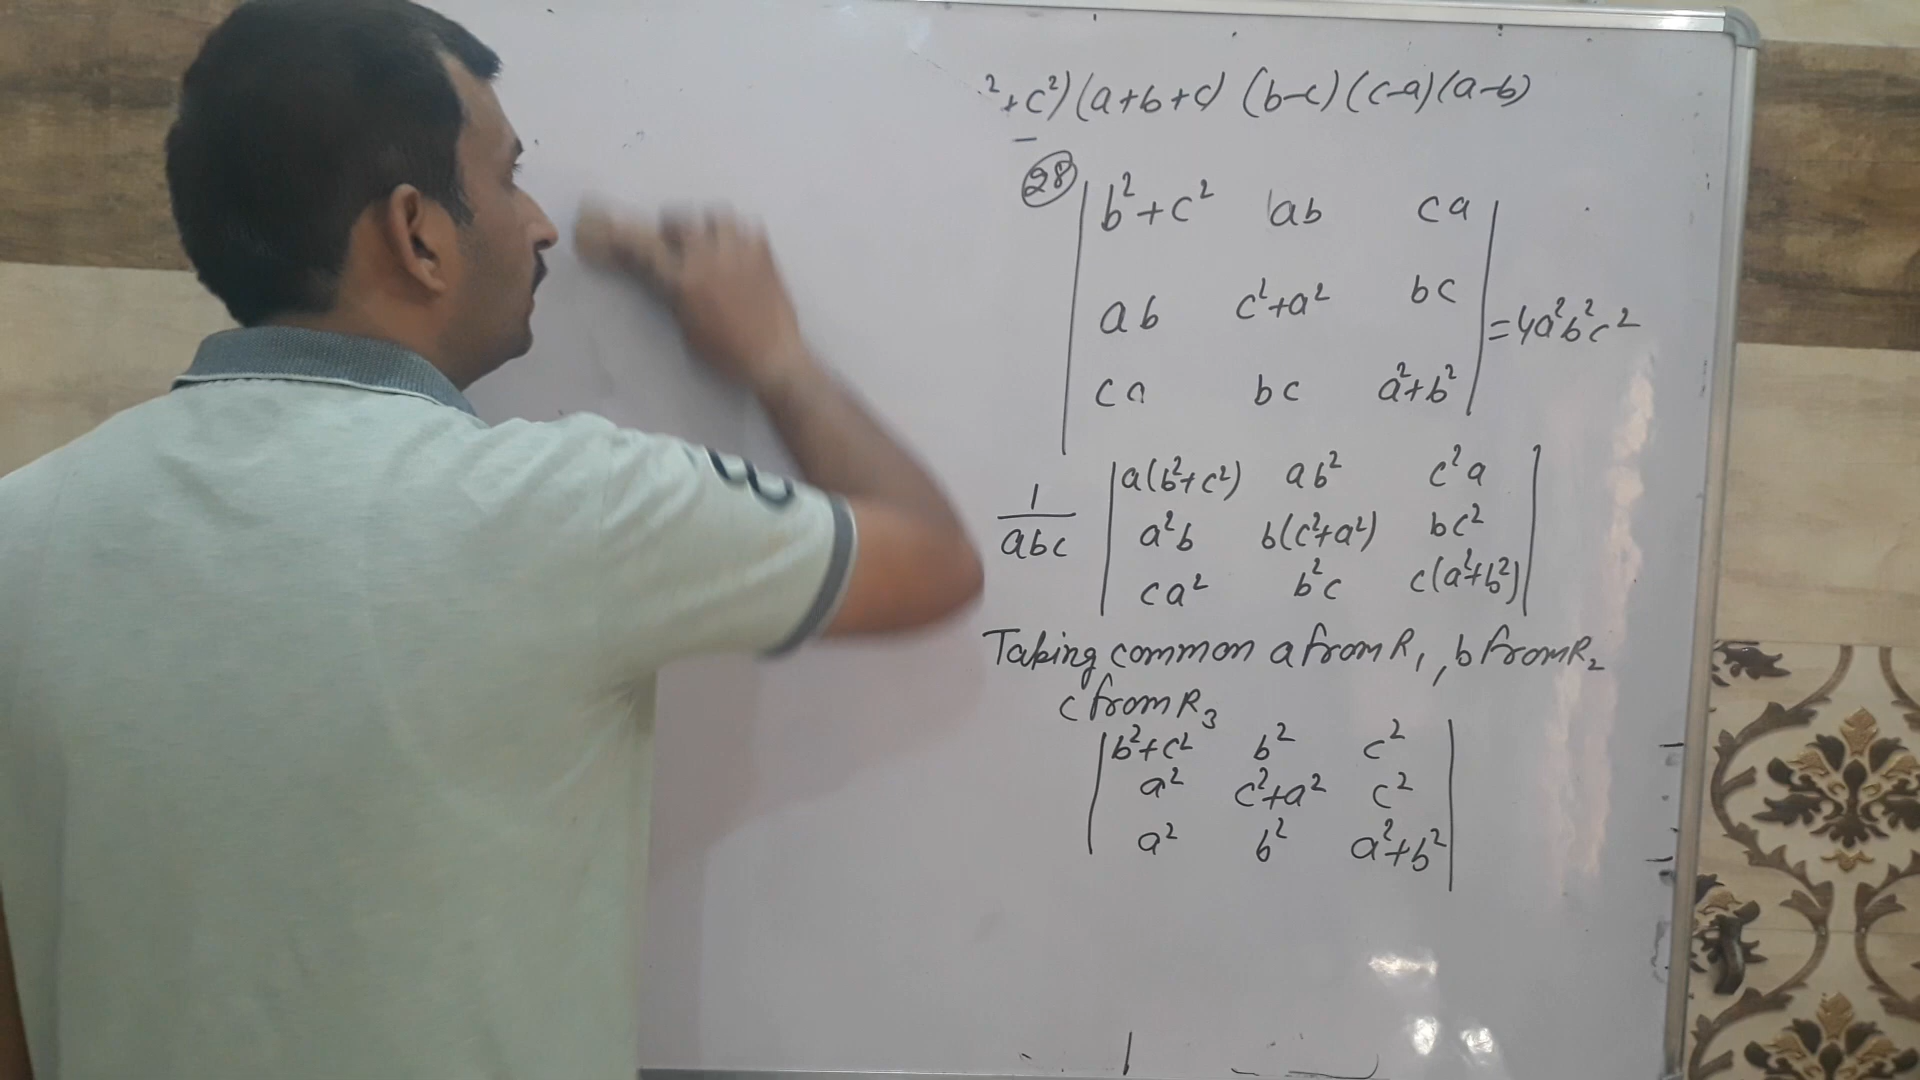 ²+c²)(a+b+c) (b-c)(c-a)(a-b)
28
b²+c² ab ca
ab c²+a² bc
= 4a²b²c²
ca bc a²+b²
a(b²+c²) ab² c²a
1/abc a²b b(c²+a²) bc²
ca² b²c c(a²+b²)
Taking common a from R₁, b from R₂
c from R₃
b²+c² b² c²
a² c²+a² c²
a² b² a²+b²